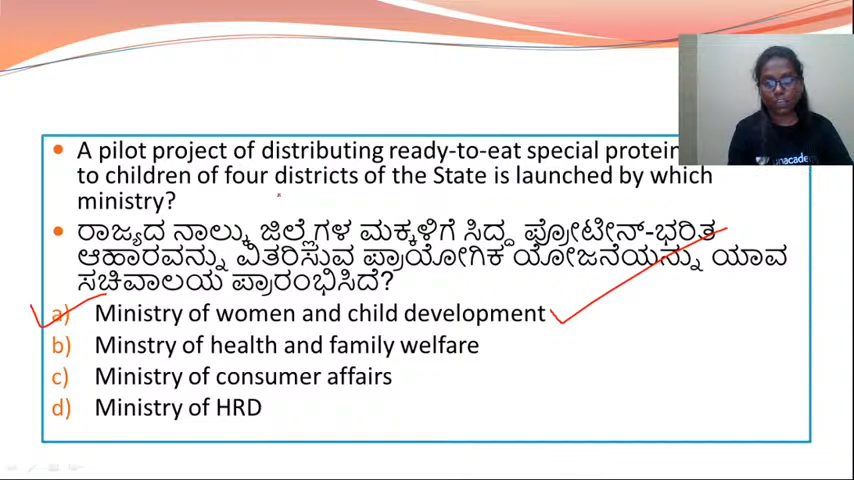 A pilot project of distributing ready-to-eat special protein
to children of four districts of the State is launched by which
ministry?
ರಾಜ್ಯದ ನಾಲ್ಕು ಜಿಲ್ಲೆಗಳ ಮಕ್ಕಳಿಗೆ ಸಿದ್ಧ ಪ್ರೋಟೀನ್-ಭರಿತ
ಆಹಾರವನ್ನು ವಿತರಿಸುವ ಪ್ರಾಯೋಗಿಕ ಯೋಜನೆಯನ್ನು ಯಾವ
ಸಚಿವಾಲಯ ಪ್ರಾರಂಭಿಸಿದೆ?
a) Ministry of women and child development
b) Minstry of health and family welfare
c) Ministry of consumer affairs
d) Ministry of HRD